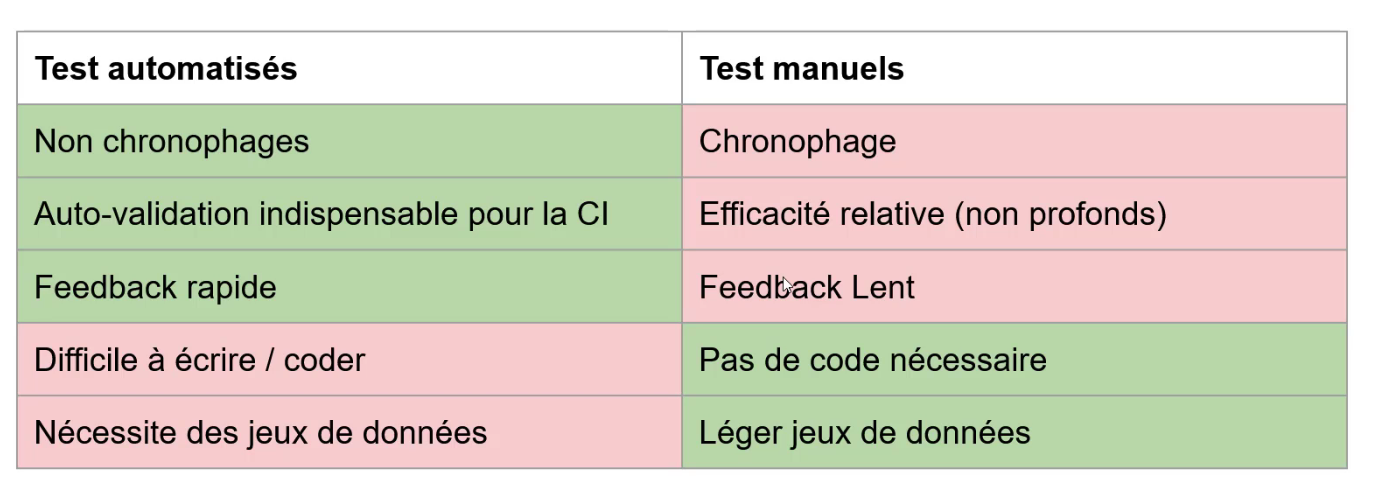 Test automatisés
Test manuels
Non chronophages
Chronophage
Auto-validation indispensable pour la CI
Efficacité relative (non profonds)
Feedback rapide
Feedback Lent
Difficile à écrire / coder
Pas de code nécessaire
Nécessite des jeux de données
Léger jeux de données